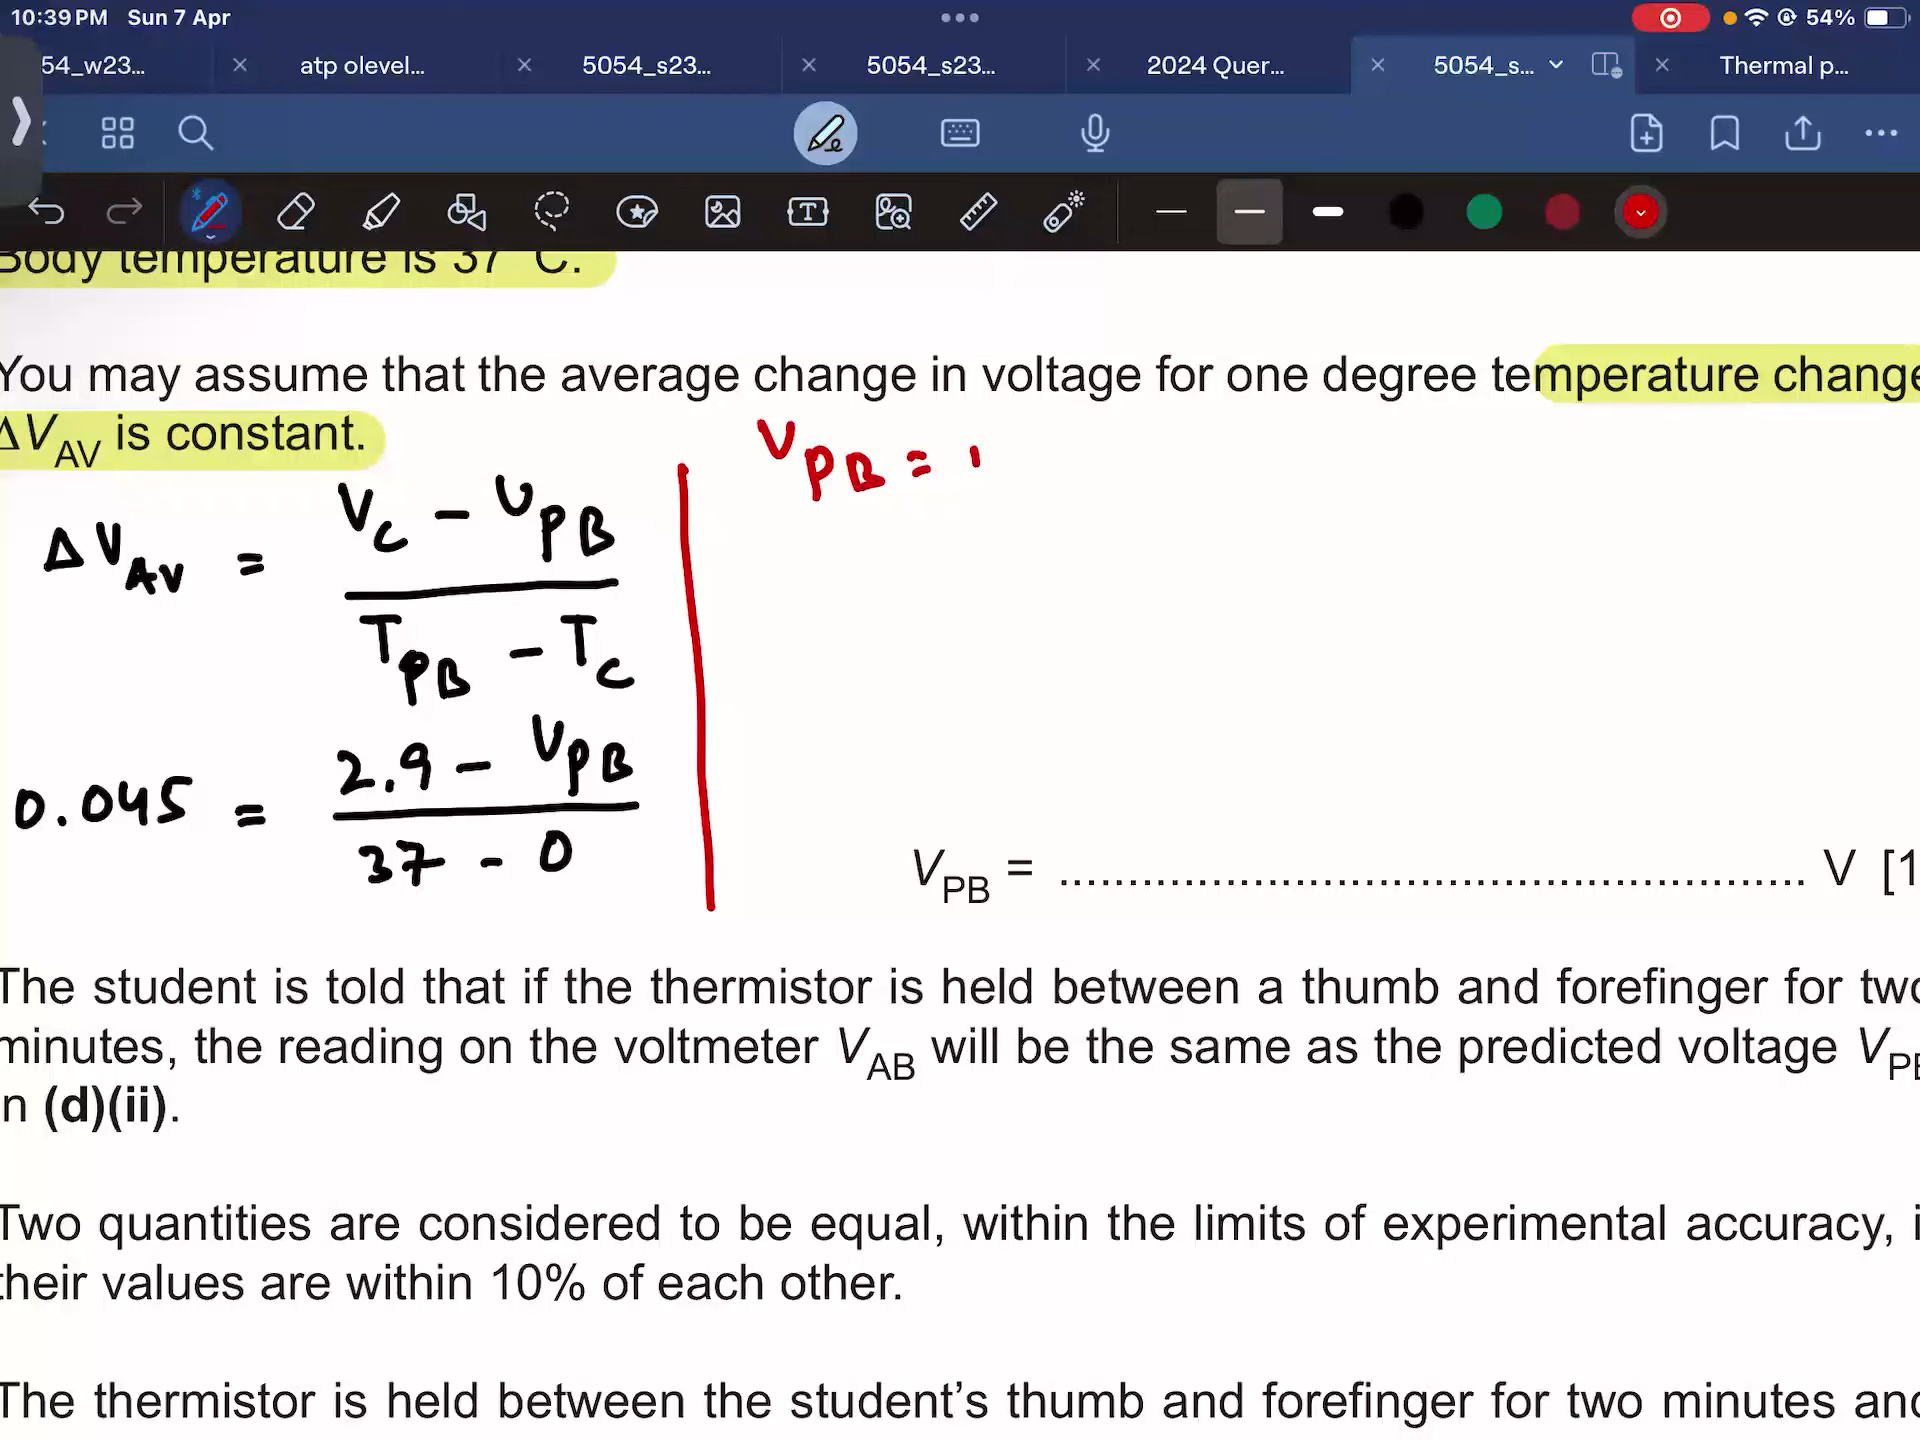 10:39 PM Sun 7 Apr
54%
54_w23...
atp olevel...
5054_s23...
5054_s23...
2024 Quer...
5054_s...
Thermal p...
Body temperature is 37 °C.
You may assume that the average change in voltage for one degree temperature change
ΔV_AV is constant.
V_PB =
ΔV_AV = (V_C − V_PB) / (T_PB − T_C)
0.045 = (2.9 − V_PB) / (37 − 0)
V_PB = ........................................................ V [1
The student is told that if the thermistor is held between a thumb and forefinger for two
minutes, the reading on the voltmeter V_AB will be the same as the predicted voltage V_PB
in (d)(ii).
Two quantities are considered to be equal, within the limits of experimental accuracy, i
their values are within 10% of each other.
The thermistor is held between the student's thumb and forefinger for two minutes and